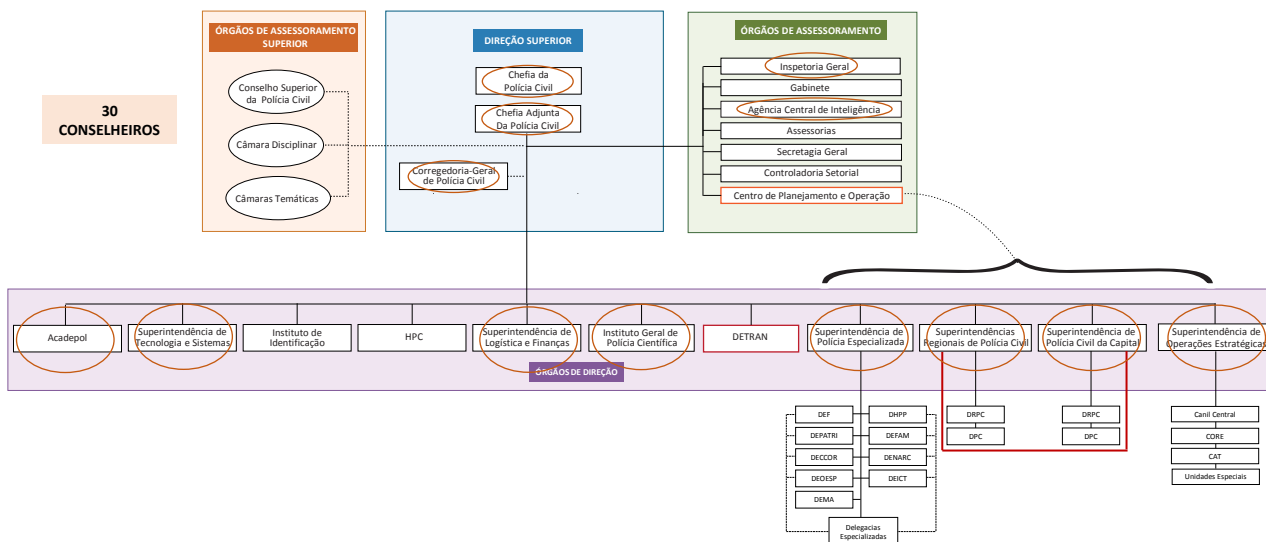 30
CONSELHEIROS
ÓRGÃOS DE ASSESSORAMENTO
SUPERIOR
Conselho Superior
da Polícia Civil
Câmara Disciplinar
Câmaras Temáticas
DIREÇÃO SUPERIOR
Chefia da
Polícia Civil
Chefia Adjunta
Da Polícia Civil
Corregedoria-Geral
de Polícia Civil
ÓRGÃOS DE ASSESSORAMENTO
Inspetoria Geral
Gabinete
Agência Central de Inteligência
Assessorias
Secretagia Geral
Controladoria Setorial
Centro de Planejamento e Operação
Acadepol
Superintendência de
Tecnologia e Sistemas
Instituto de
Identificação
HPC
Superintendência de
Logística e Finanças
Instituto Geral de
Polícia Científica
DETRAN
Superintendência de
Polícia Especializada
Superintendências
Regionais de Polícia Civil
Superintendência de
Polícia Civil da Capital
Superintendência de
Operações Estratégicas
ÓRGÃOS DE DIREÇÃO
DEF
DHPP
DEPATRI
DEFAM
DECCOR
DENARC
DEOESP
DEICT
DEMA
Delegacias
Especializadas
DRPC
DPC
DRPC
DPC
Canil Central
CORE
CAT
Unidades Especiais